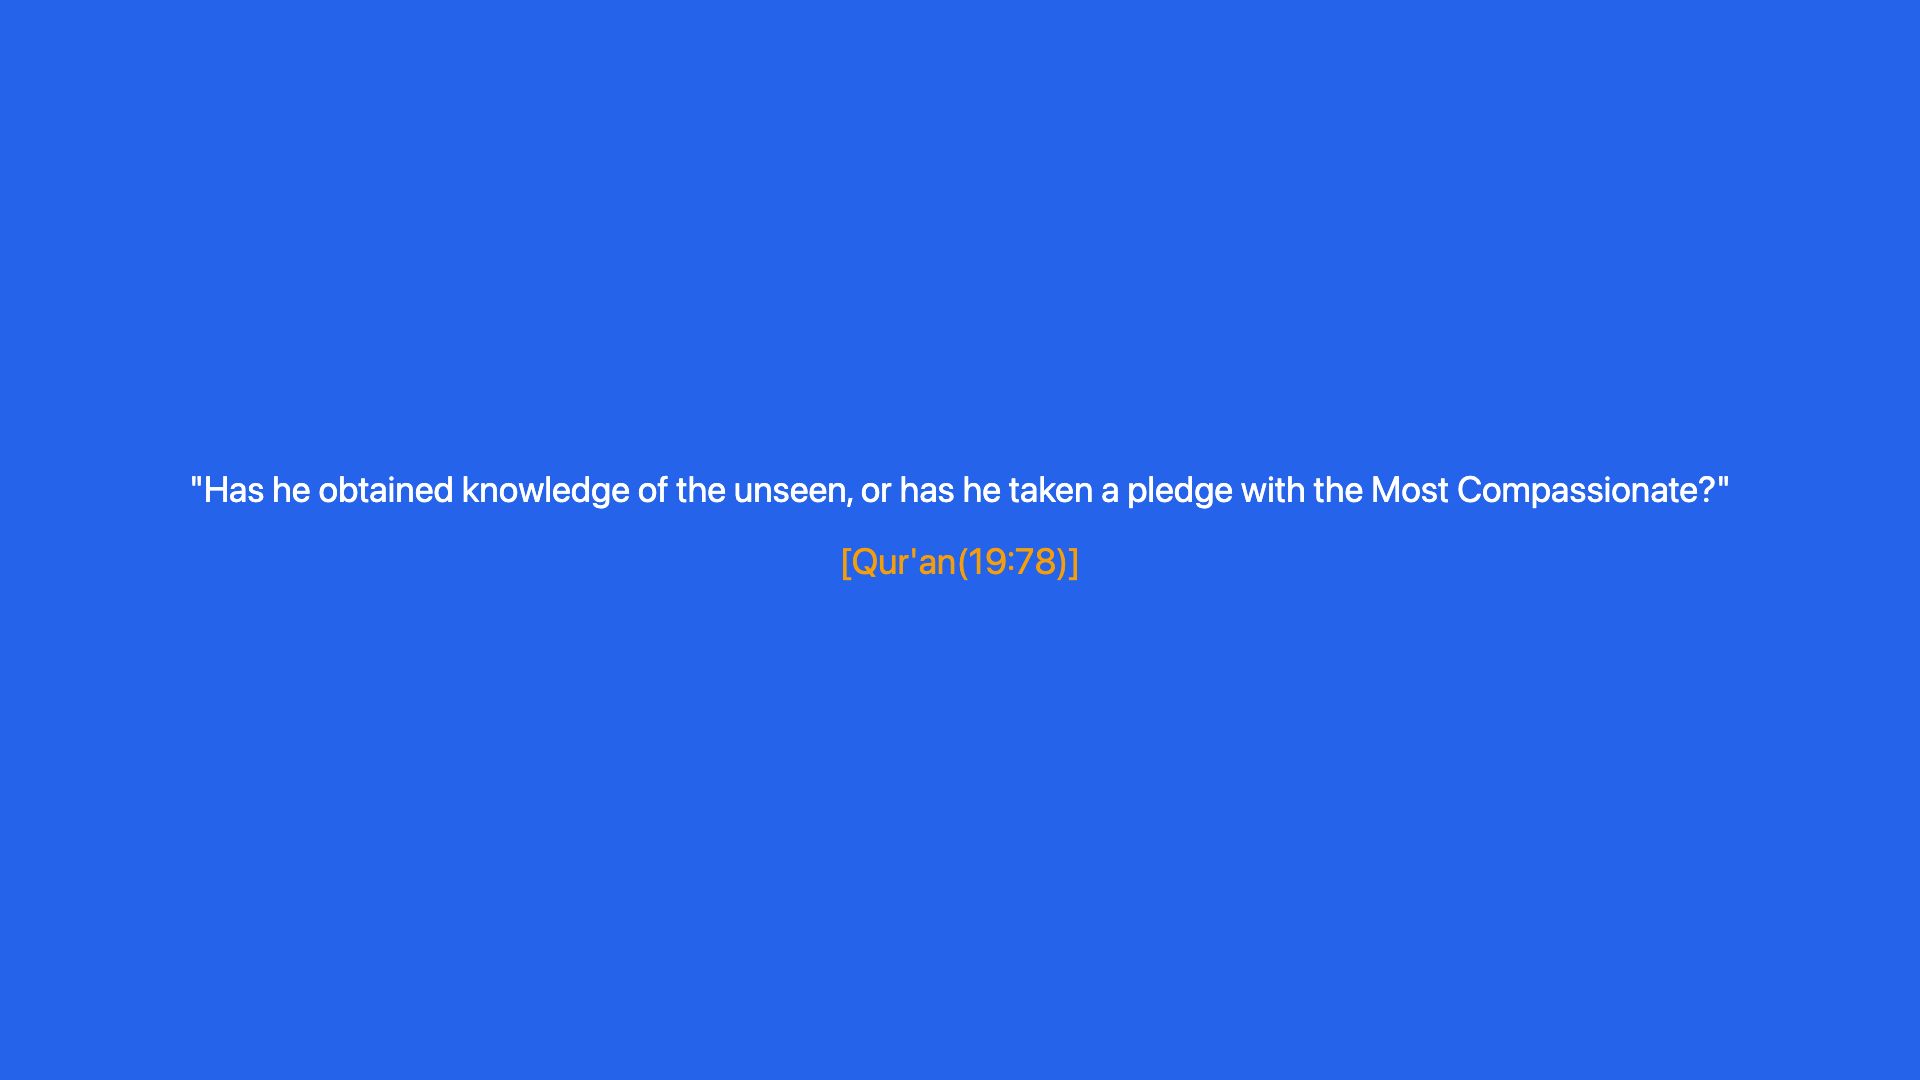 "Has he obtained knowledge of the unseen, or has he taken a pledge with the Most Compassionate?"
[Qur'an(19:78)]